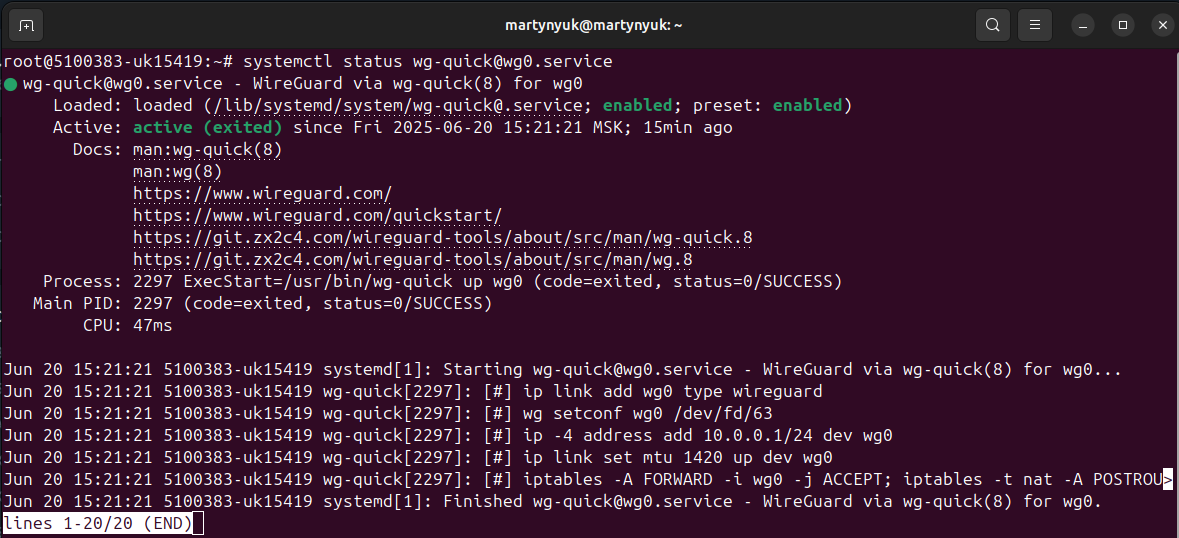 martynyuk@martynyuk: ~
root@5100383-uk15419:~# systemctl status wg-quick@wg0.service
● wg-quick@wg0.service - WireGuard via wg-quick(8) for wg0
     Loaded: loaded (/lib/systemd/system/wg-quick@.service; enabled; preset: enabled)
     Active: active (exited) since Fri 2025-06-20 15:21:21 MSK; 15min ago
       Docs: man:wg-quick(8)
             man:wg(8)
             https://www.wireguard.com/
             https://www.wireguard.com/quickstart/
             https://git.zx2c4.com/wireguard-tools/about/src/man/wg-quick.8
             https://git.zx2c4.com/wireguard-tools/about/src/man/wg.8
    Process: 2297 ExecStart=/usr/bin/wg-quick up wg0 (code=exited, status=0/SUCCESS)
   Main PID: 2297 (code=exited, status=0/SUCCESS)
        CPU: 47ms

Jun 20 15:21:21 5100383-uk15419 systemd[1]: Starting wg-quick@wg0.service - WireGuard via wg-quick(8) for wg0...
Jun 20 15:21:21 5100383-uk15419 wg-quick[2297]: [#] ip link add wg0 type wireguard
Jun 20 15:21:21 5100383-uk15419 wg-quick[2297]: [#] wg setconf wg0 /dev/fd/63
Jun 20 15:21:21 5100383-uk15419 wg-quick[2297]: [#] ip -4 address add 10.0.0.1/24 dev wg0
Jun 20 15:21:21 5100383-uk15419 wg-quick[2297]: [#] ip link set mtu 1420 up dev wg0
Jun 20 15:21:21 5100383-uk15419 wg-quick[2297]: [#] iptables -A FORWARD -i wg0 -j ACCEPT; iptables -t nat -A POSTROU>
Jun 20 15:21:21 5100383-uk15419 systemd[1]: Finished wg-quick@wg0.service - WireGuard via wg-quick(8) for wg0.
lines 1-20/20 (END)